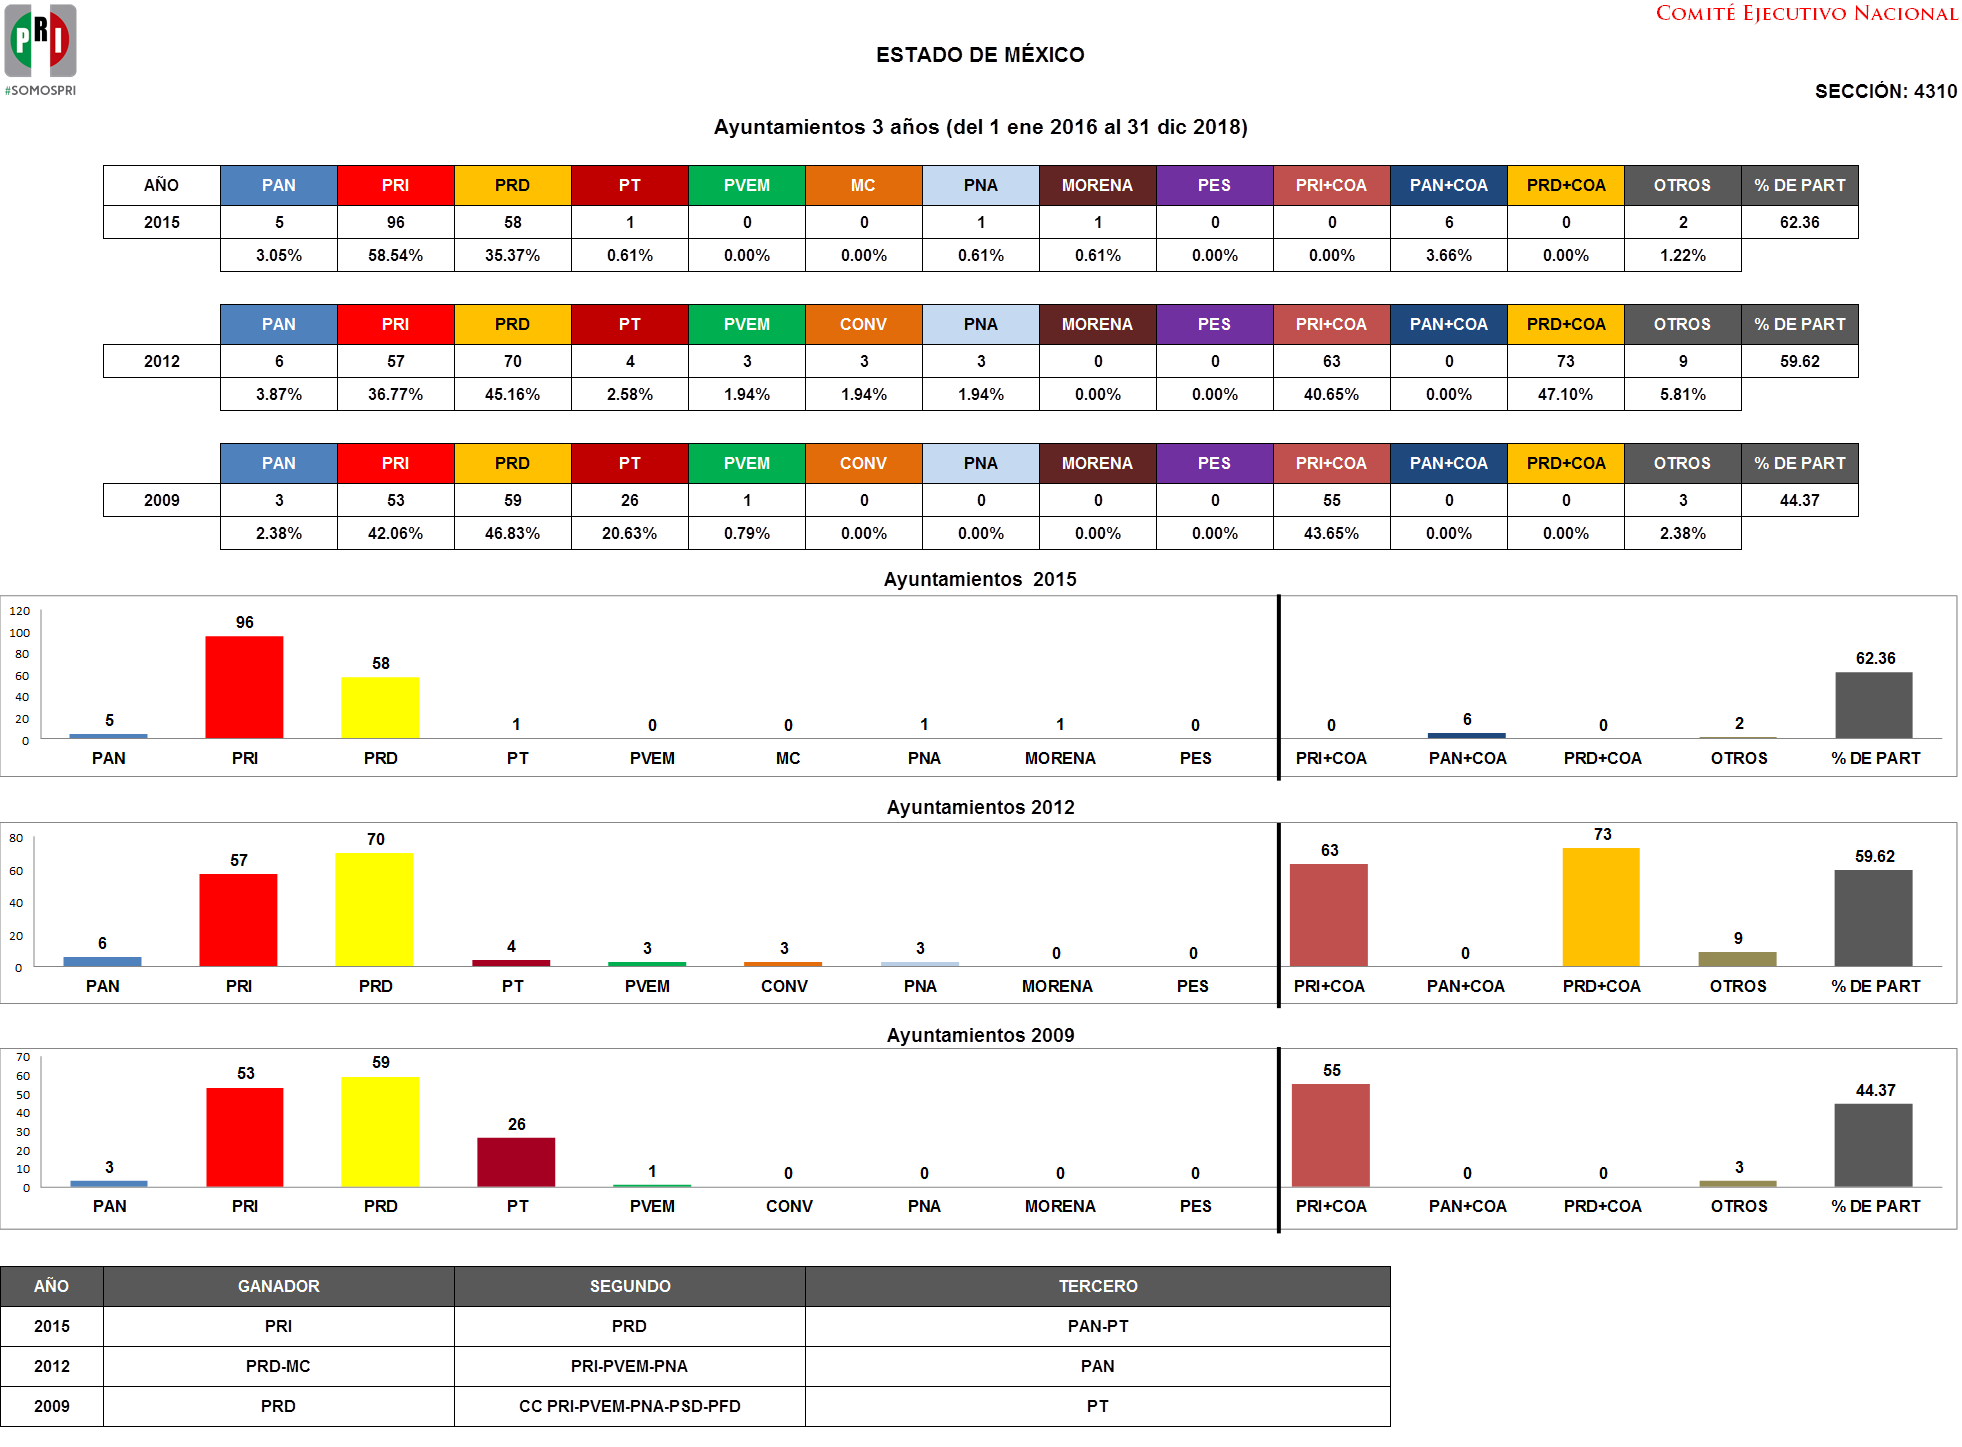 COMITÉ EJECUTIVO NACIONAL
PRI
#SOMOSPRI
ESTADO DE MÉXICO
SECCIÓN: 4310
Ayuntamientos 3 años (del 1 ene 2016 al 31 dic 2018)
AÑO PAN PRI PRD PT PVEM MC PNA MORENA PES PRI+COA PAN+COA PRD+COA OTROS % DE PART
2015 5 96 58 1 0 0 1 1 0 0 6 0 2 62.36
3.05% 58.54% 35.37% 0.61% 0.00% 0.00% 0.61% 0.61% 0.00% 0.00% 3.66% 0.00% 1.22%
PAN PRI PRD PT PVEM CONV PNA MORENA PES PRI+COA PAN+COA PRD+COA OTROS % DE PART
2012 6 57 70 4 3 3 3 0 0 63 0 73 9 59.62
3.87% 36.77% 45.16% 2.58% 1.94% 1.94% 1.94% 0.00% 0.00% 40.65% 0.00% 47.10% 5.81%
PAN PRI PRD PT PVEM CONV PNA MORENA PES PRI+COA PAN+COA PRD+COA OTROS % DE PART
2009 3 53 59 26 1 0 0 0 0 55 0 0 3 44.37
2.38% 42.06% 46.83% 20.63% 0.79% 0.00% 0.00% 0.00% 0.00% 43.65% 0.00% 0.00% 2.38%
Ayuntamientos 2015
120
100
80
60
40
20
0
5 96 58 1 0 0 1 1 0 0 6 0 2 62.36
PAN PRI PRD PT PVEM MC PNA MORENA PES PRI+COA PAN+COA PRD+COA OTROS % DE PART
Ayuntamientos 2012
80
60
40
20
0
6 57 70 4 3 3 3 0 0 63 0 73 9 59.62
PAN PRI PRD PT PVEM CONV PNA MORENA PES PRI+COA PAN+COA PRD+COA OTROS % DE PART
Ayuntamientos 2009
70
60
50
40
30
20
10
0
3 53 59 26 1 0 0 0 0 55 0 0 3 44.37
PAN PRI PRD PT PVEM CONV PNA MORENA PES PRI+COA PAN+COA PRD+COA OTROS % DE PART
AÑO GANADOR SEGUNDO TERCERO
2015 PRI PRD PAN-PT
2012 PRD-MC PRI-PVEM-PNA PAN
2009 PRD CC PRI-PVEM-PNA-PSD-PFD PT